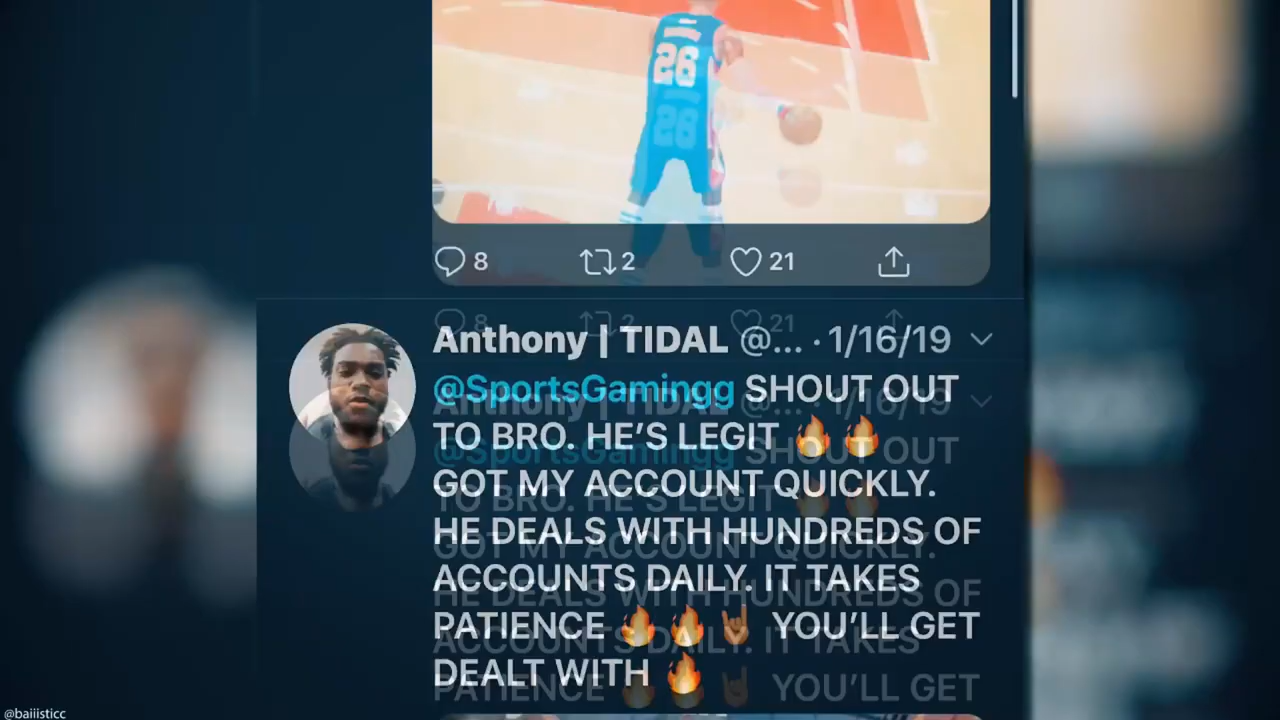 26
8 2 21
Anthony | TIDAL @... · 1/16/19
@SportsGamingg SHOUT OUT
TO BRO. HE'S LEGIT 🔥 🔥
GOT MY ACCOUNT QUICKLY.
HE DEALS WITH HUNDREDS OF
ACCOUNTS DAILY. IT TAKES
PATIENCE 🔥 🔥 🤘🏾 YOU'LL GET
DEALT WITH 🔥
@baiiisticc